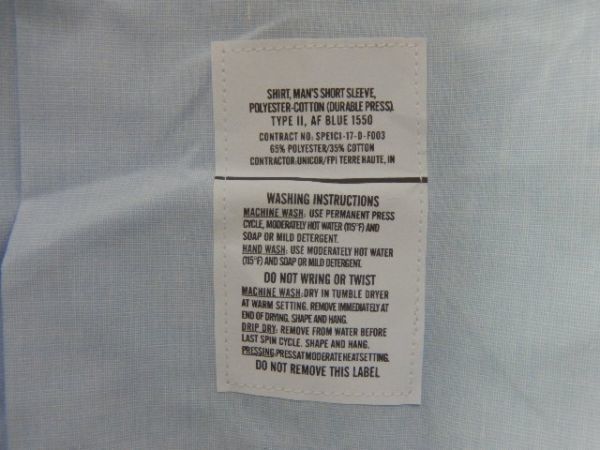 SHIRT, MAN'S SHORT SLEEVE,
POLYESTER-COTTON (DURABLE PRESS)
TYPE II, AF BLUE 1550
CONTRACT NO: SPE1C1-17-D-F003
65% POLYESTER/35% COTTON
CONTRACTOR:UNICOR/FPI TERRE HAUTE, IN
WASHING INSTRUCTIONS
MACHINE WASH: USE PERMANENT PRESS
CYCLE, MODERATELY HOT WATER (115°F) AND
SOAP OR MILD DETERGENT.
HAND WASH: USE MODERATELY HOT WATER
(115°F) AND SOAP OR MILD DETERGENT.
DO NOT WRING OR TWIST
MACHINE WASH:DRY IN TUMBLE DRYER
AT WARM SETTING. REMOVE IMMEDIATELY AT
END OF DRYING. SHAPE AND HANG.
DRIP DRY: REMOVE FROM WATER BEFORE
LAST SPIN CYCLE. SHAPE AND HANG.
PRESSING:PRESS AT MODERATE HEAT SETTING.
DO NOT REMOVE THIS LABEL